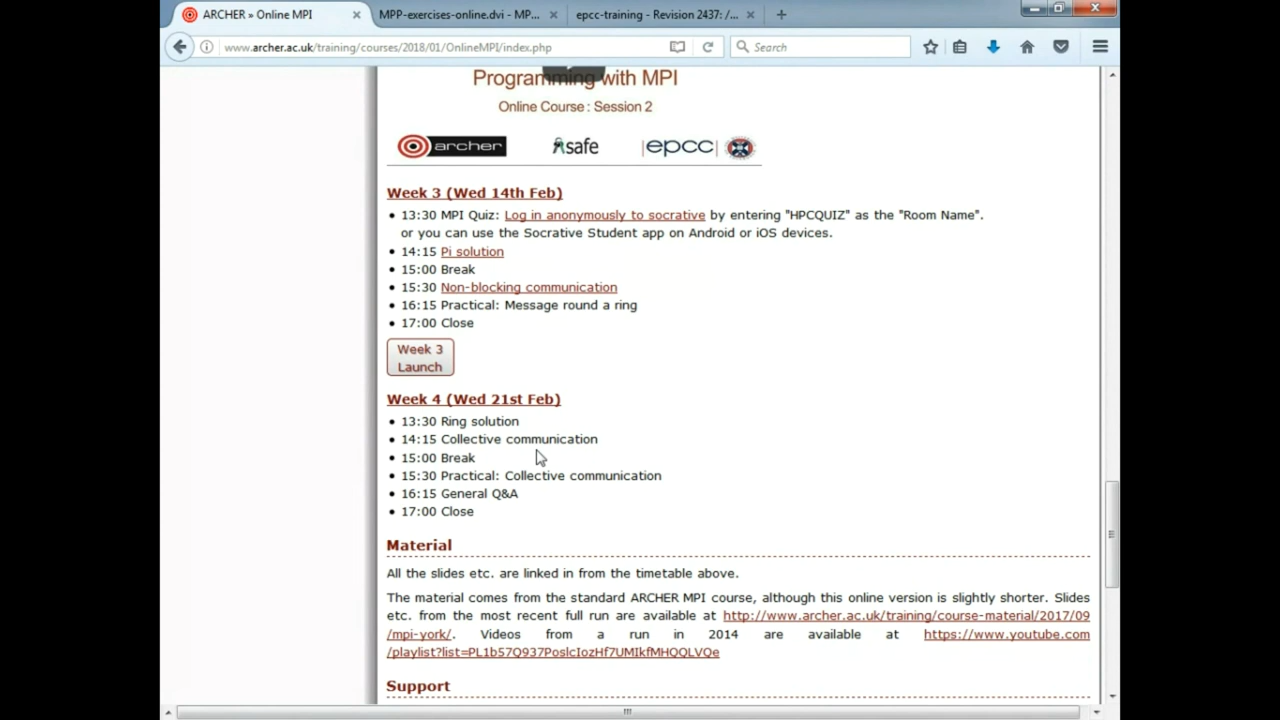 ARCHER » Online MPI
MPP-exercises-online.dvi - MP...
epcc-training - Revision 2437: /...
www.archer.ac.uk/training/courses/2018/01/OnlineMPI/index.php
Search
Programming with MPI
Online Course : Session 2
archer
safe
|epcc|
Week 3 (Wed 14th Feb)
• 13:30 MPI Quiz: Log in anonymously to socrative by entering "HPCQUIZ" as the "Room Name".
or you can use the Socrative Student app on Android or iOS devices.
• 14:15 Pi solution
• 15:00 Break
• 15:30 Non-blocking communication
• 16:15 Practical: Message round a ring
• 17:00 Close
Week 3
Launch
Week 4 (Wed 21st Feb)
• 13:30 Ring solution
• 14:15 Collective communication
• 15:00 Break
• 15:30 Practical: Collective communication
• 16:15 General Q&A
• 17:00 Close
Material
All the slides etc. are linked in from the timetable above.
The material comes from the standard ARCHER MPI course, although this online version is slightly shorter. Slides
etc. from the most recent full run are available at http://www.archer.ac.uk/training/course-material/2017/09
/mpi-york/. Videos from a run in 2014 are available at https://www.youtube.com
/playlist?list=PL1b57Q937PoslcIozHf7UMIkfMHQQLVQe
Support